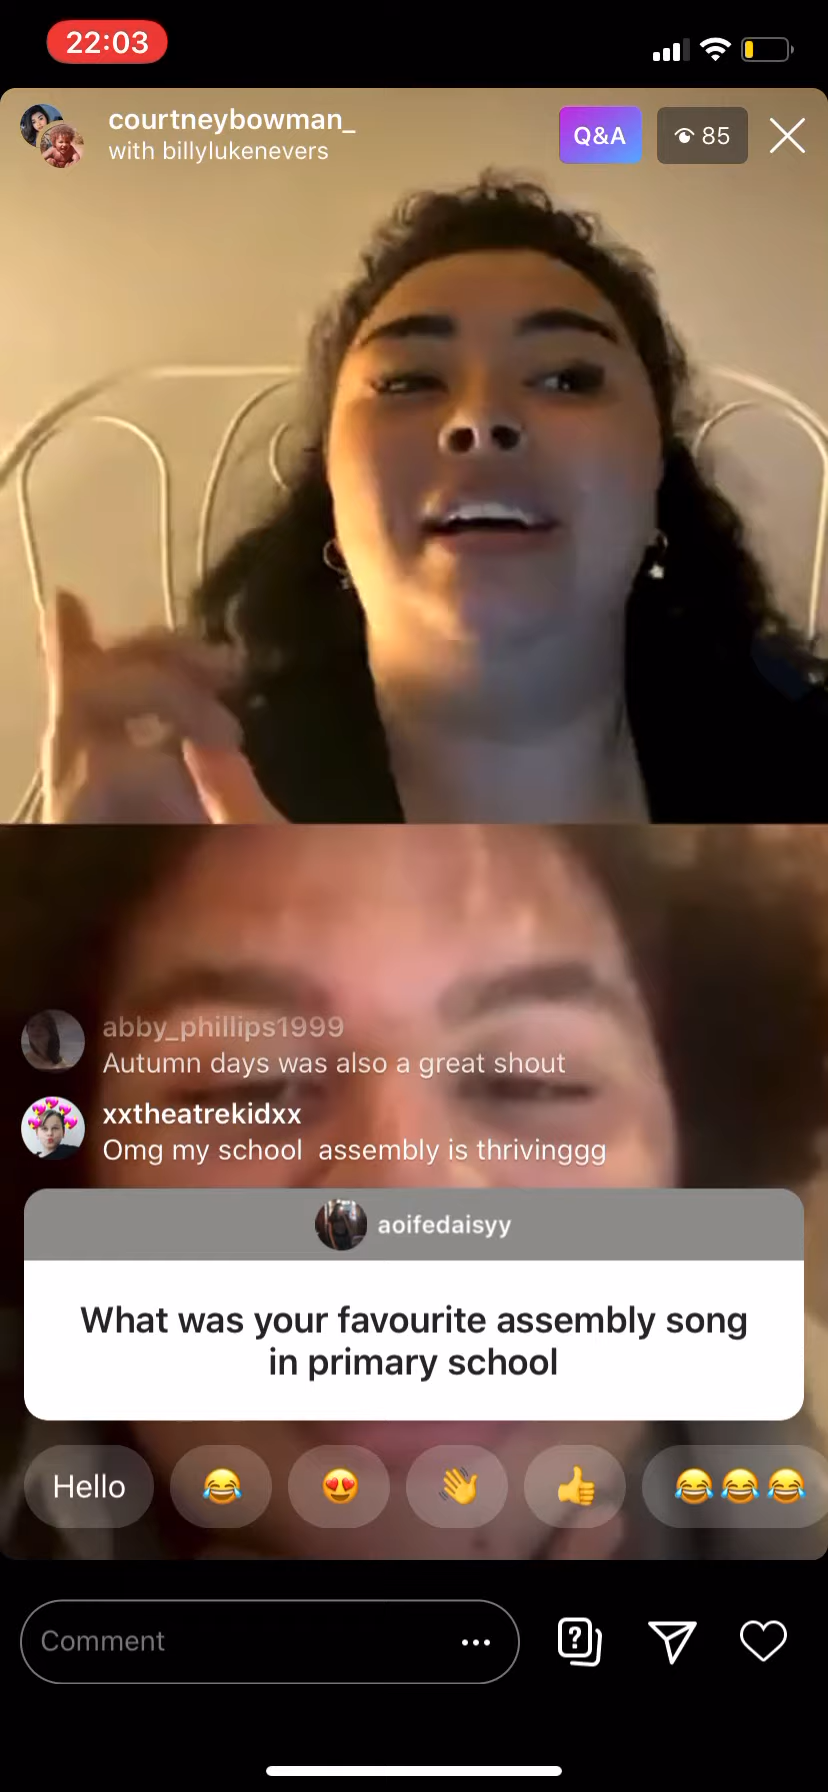 22:03
courtneybowman_
with billylukenevers
Q&A
85
abby_phillips1999
Autumn days was also a great shout
xxtheatrekidxx
Omg my school assembly is thrivinggg
aoifedaisyy
What was your favourite assembly song
in primary school
Hello
Comment